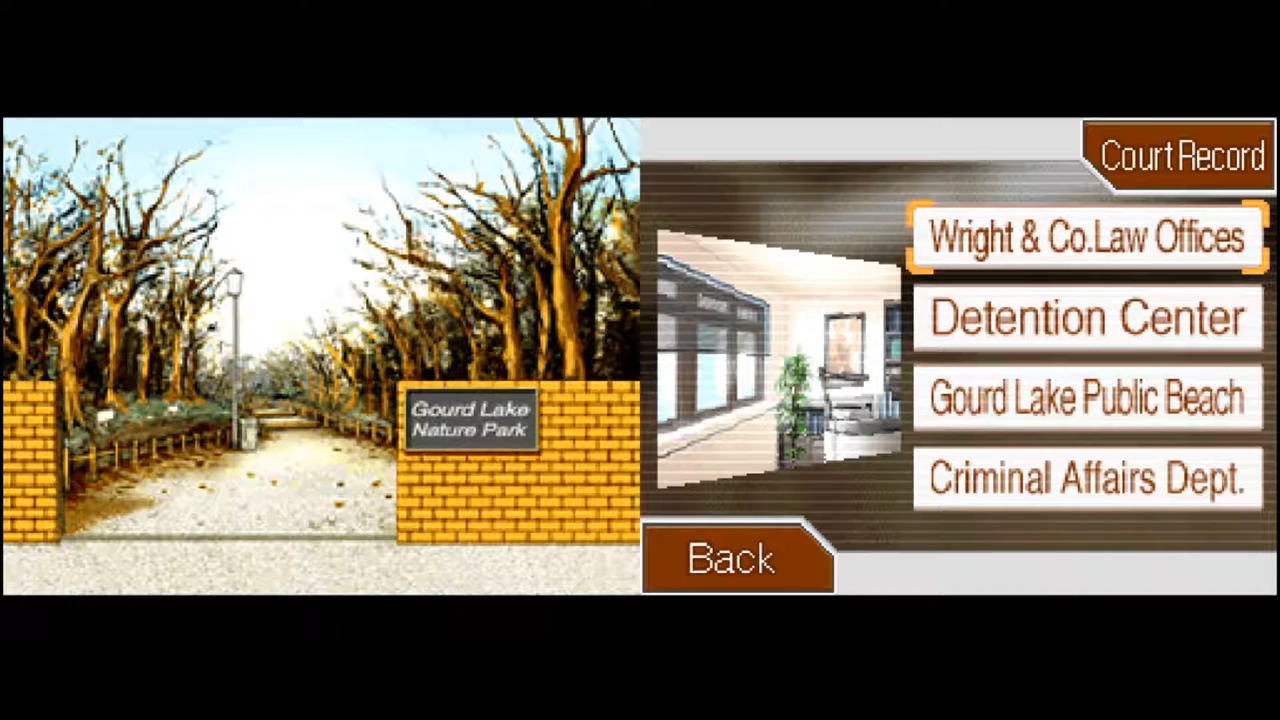 Gourd Lake
Nature Park
Court Record
Wright & Co.Law Offices
Detention Center
Gourd Lake Public Beach
Criminal Affairs Dept.
Back